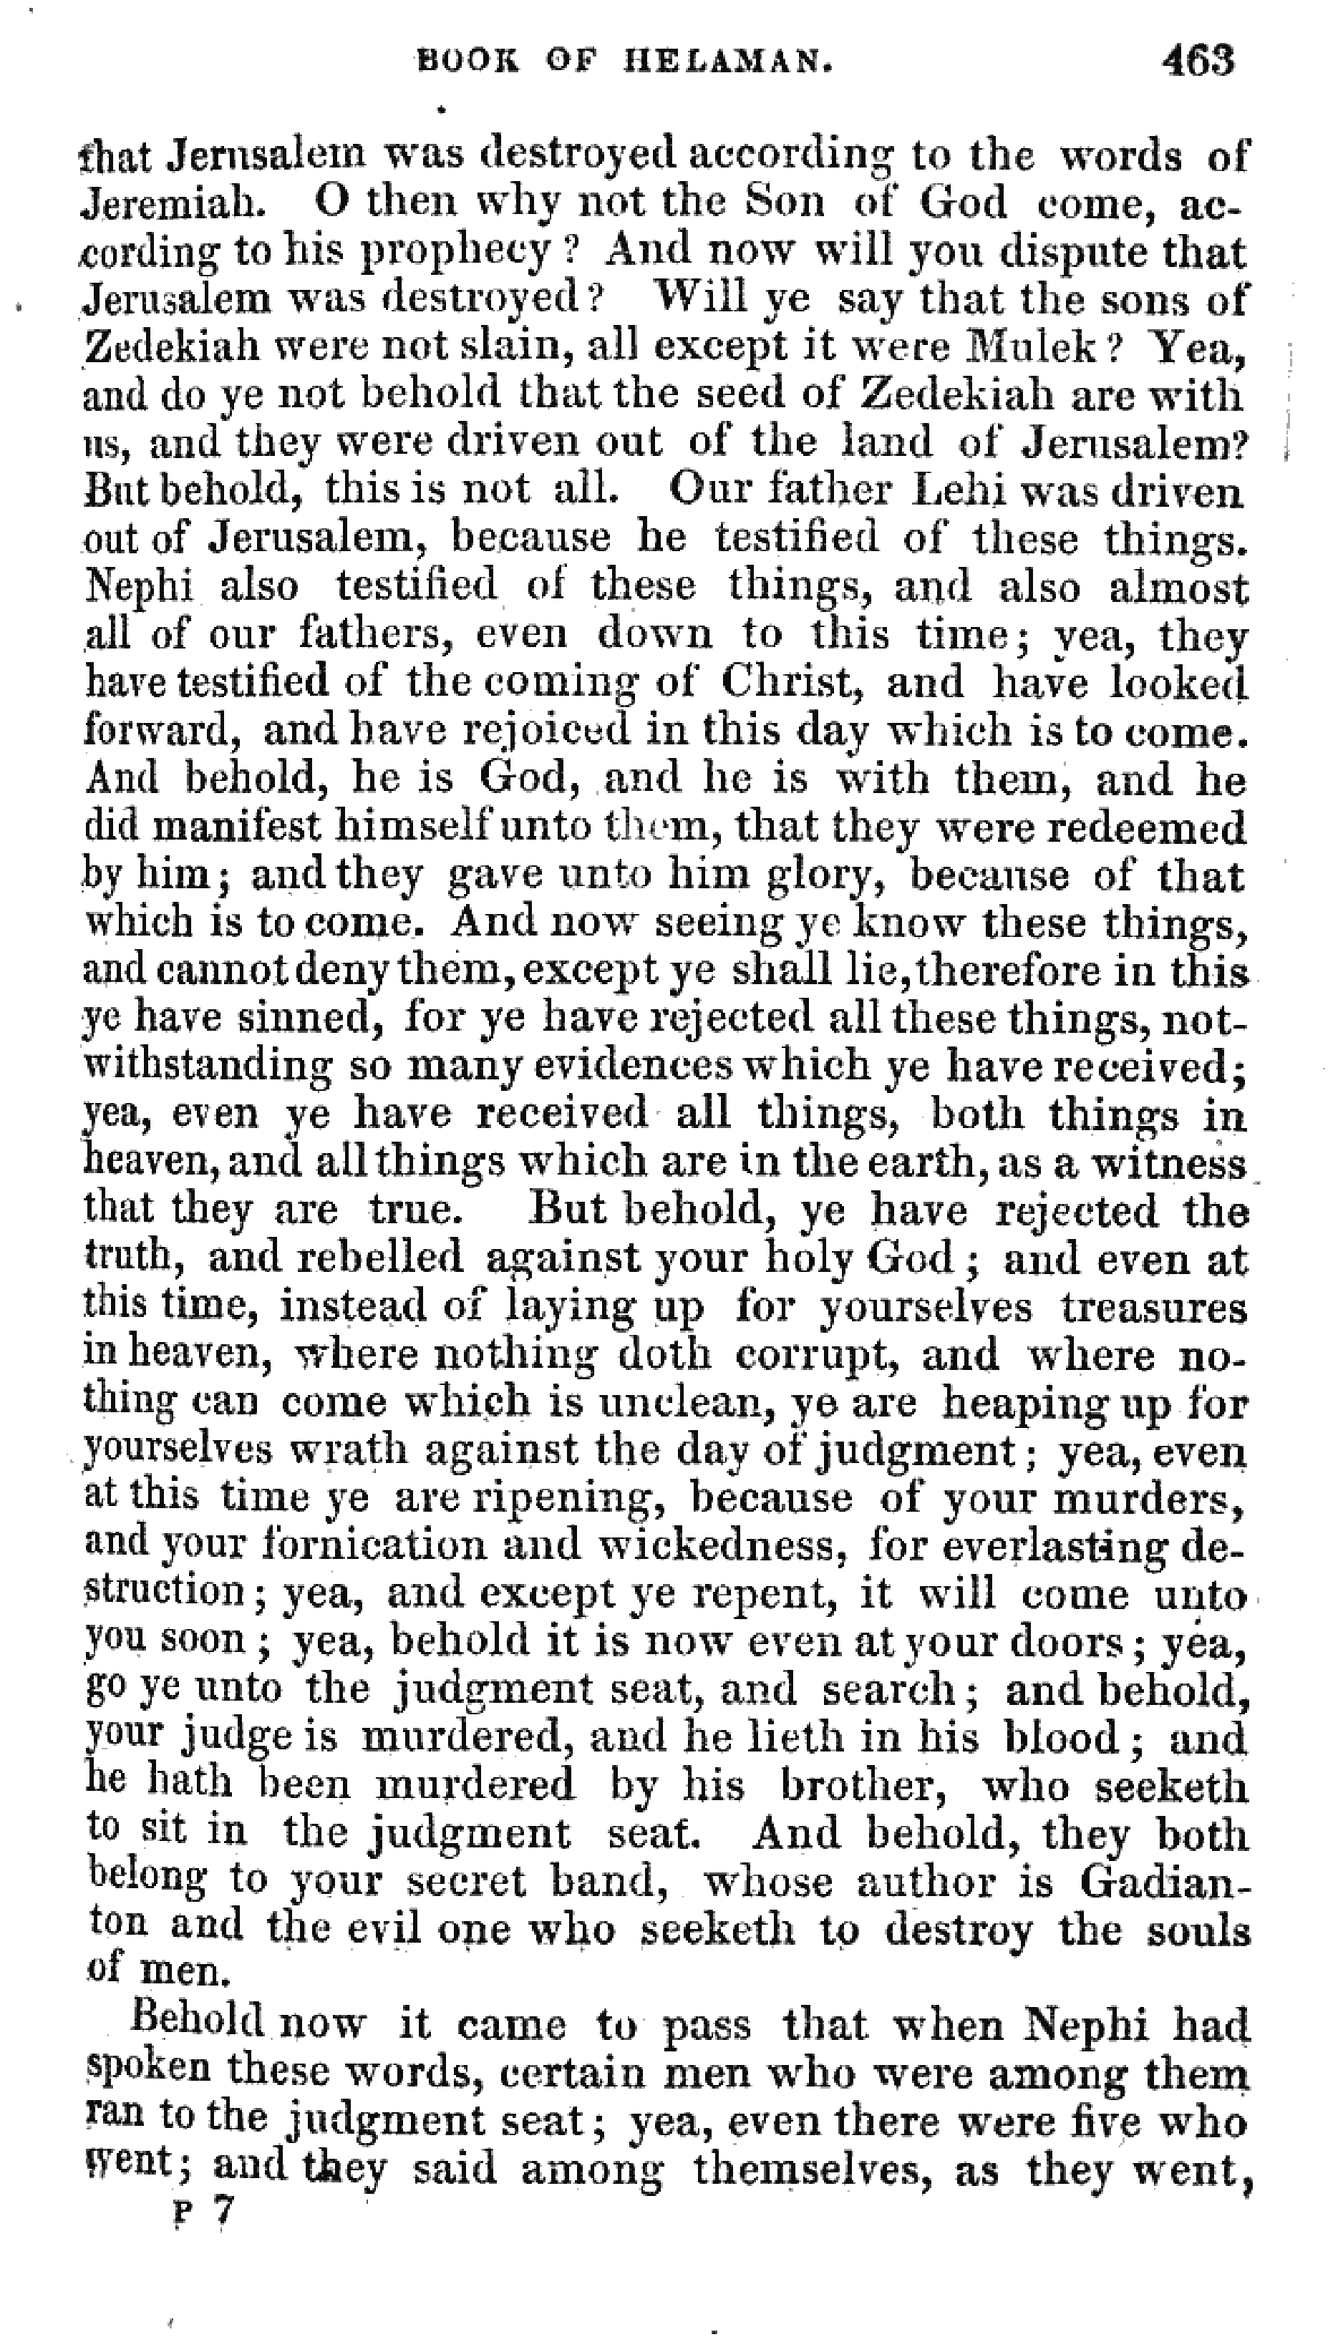 BOOK OF HELAMAN. 463
that Jerusalem was destroyed according to the words of
Jeremiah. O then why not the Son of God come, ac-
cording to his prophecy? And now will you dispute that
Jerusalem was destroyed? Will ye say that the sons of
Zedekiah were not slain, all except it were Mulek? Yea,
and do ye not behold that the seed of Zedekiah are with
us, and they were driven out of the land of Jerusalem?
But behold, this is not all. Our father Lehi was driven
out of Jerusalem, because he testified of these things.
Nephi also testified of these things, and also almost
all of our fathers, even down to this time; yea, they
have testified of the coming of Christ, and have looked
forward, and have rejoiced in this day which is to come.
And behold, he is God, and he is with them, and he
did manifest himself unto them, that they were redeemed
by him; and they gave unto him glory, because of that
which is to come. And now seeing ye know these things,
and cannot deny them, except ye shall lie, therefore in this
ye have sinned, for ye have rejected all these things, not-
withstanding so many evidences which ye have received;
yea, even ye have received all things, both things in
heaven, and all things which are in the earth, as a witness
that they are true. But behold, ye have rejected the
truth, and rebelled against your holy God; and even at
this time, instead of laying up for yourselves treasures
in heaven, where nothing doth corrupt, and where no-
thing can come which is unclean, ye are heaping up for
yourselves wrath against the day of judgment; yea, even
at this time ye are ripening, because of your murders,
and your fornication and wickedness, for everlasting de-
struction; yea, and except ye repent, it will come unto
you soon; yea, behold it is now even at your doors; yea,
go ye unto the judgment seat, and search; and behold,
your judge is murdered, and he lieth in his blood; and
he hath been murdered by his brother, who seeketh
to sit in the judgment seat. And behold, they both
belong to your secret band, whose author is Gadian-
ton and the evil one who seeketh to destroy the souls
of men.
Behold now it came to pass that when Nephi had
spoken these words, certain men who were among them
ran to the judgment seat; yea, even there were five who
went; and they said among themselves, as they went,
P 7